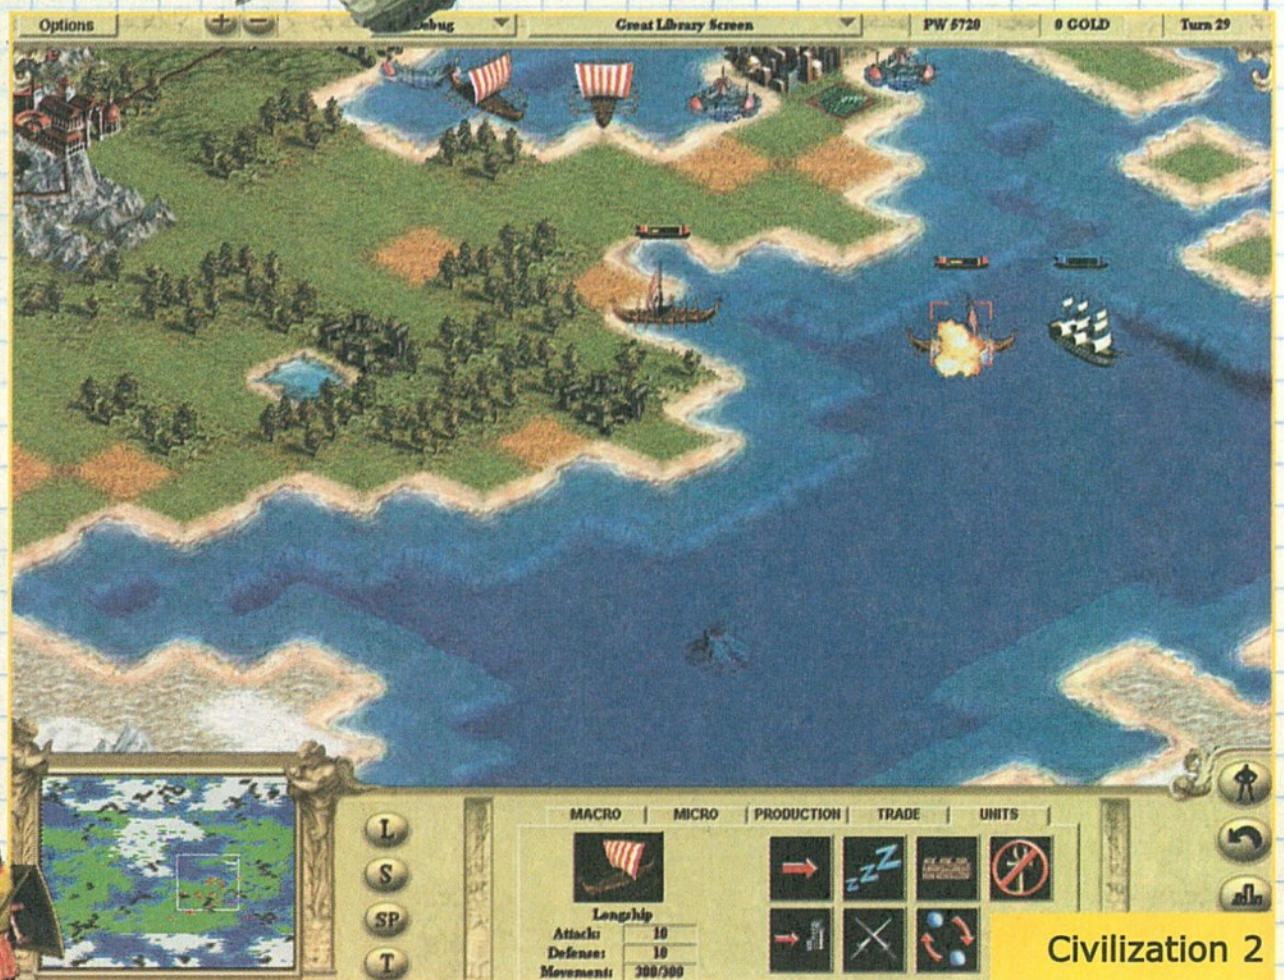 Options
+ −
Debug
Great Library Screen
PW 5720
0 GOLD
Turn 29
MACRO
MICRO
PRODUCTION
TRADE
UNITS
L
S
SP
T
Longship
Attack: 10
Defense: 10
Movement: 300/300
Civilization 2